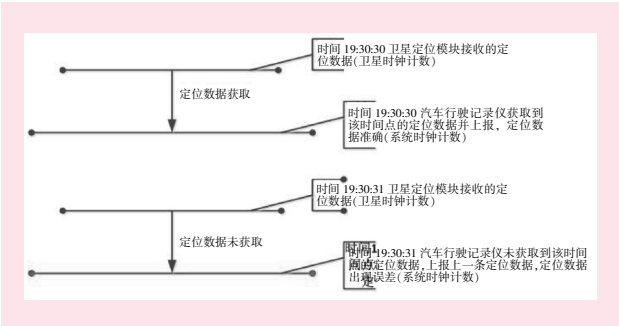 时间 19:30:30 卫星定位模块接收的定
位数据(卫星时钟计数)
定位数据获取
时间 19:30:30 汽车行驶记录仪获取到
该时间点的定位数据并上报，定位数
据准确(系统时钟计数)
时间 19:30:31 卫星定位模块接收的定
位数据(卫星时钟计数)
定位数据未获取
时间 19:30:31 汽车行驶记录仪未获取到该时间
点的定位数据,上报上一条定位数据,定位数据
出现误差(系统时钟计数)